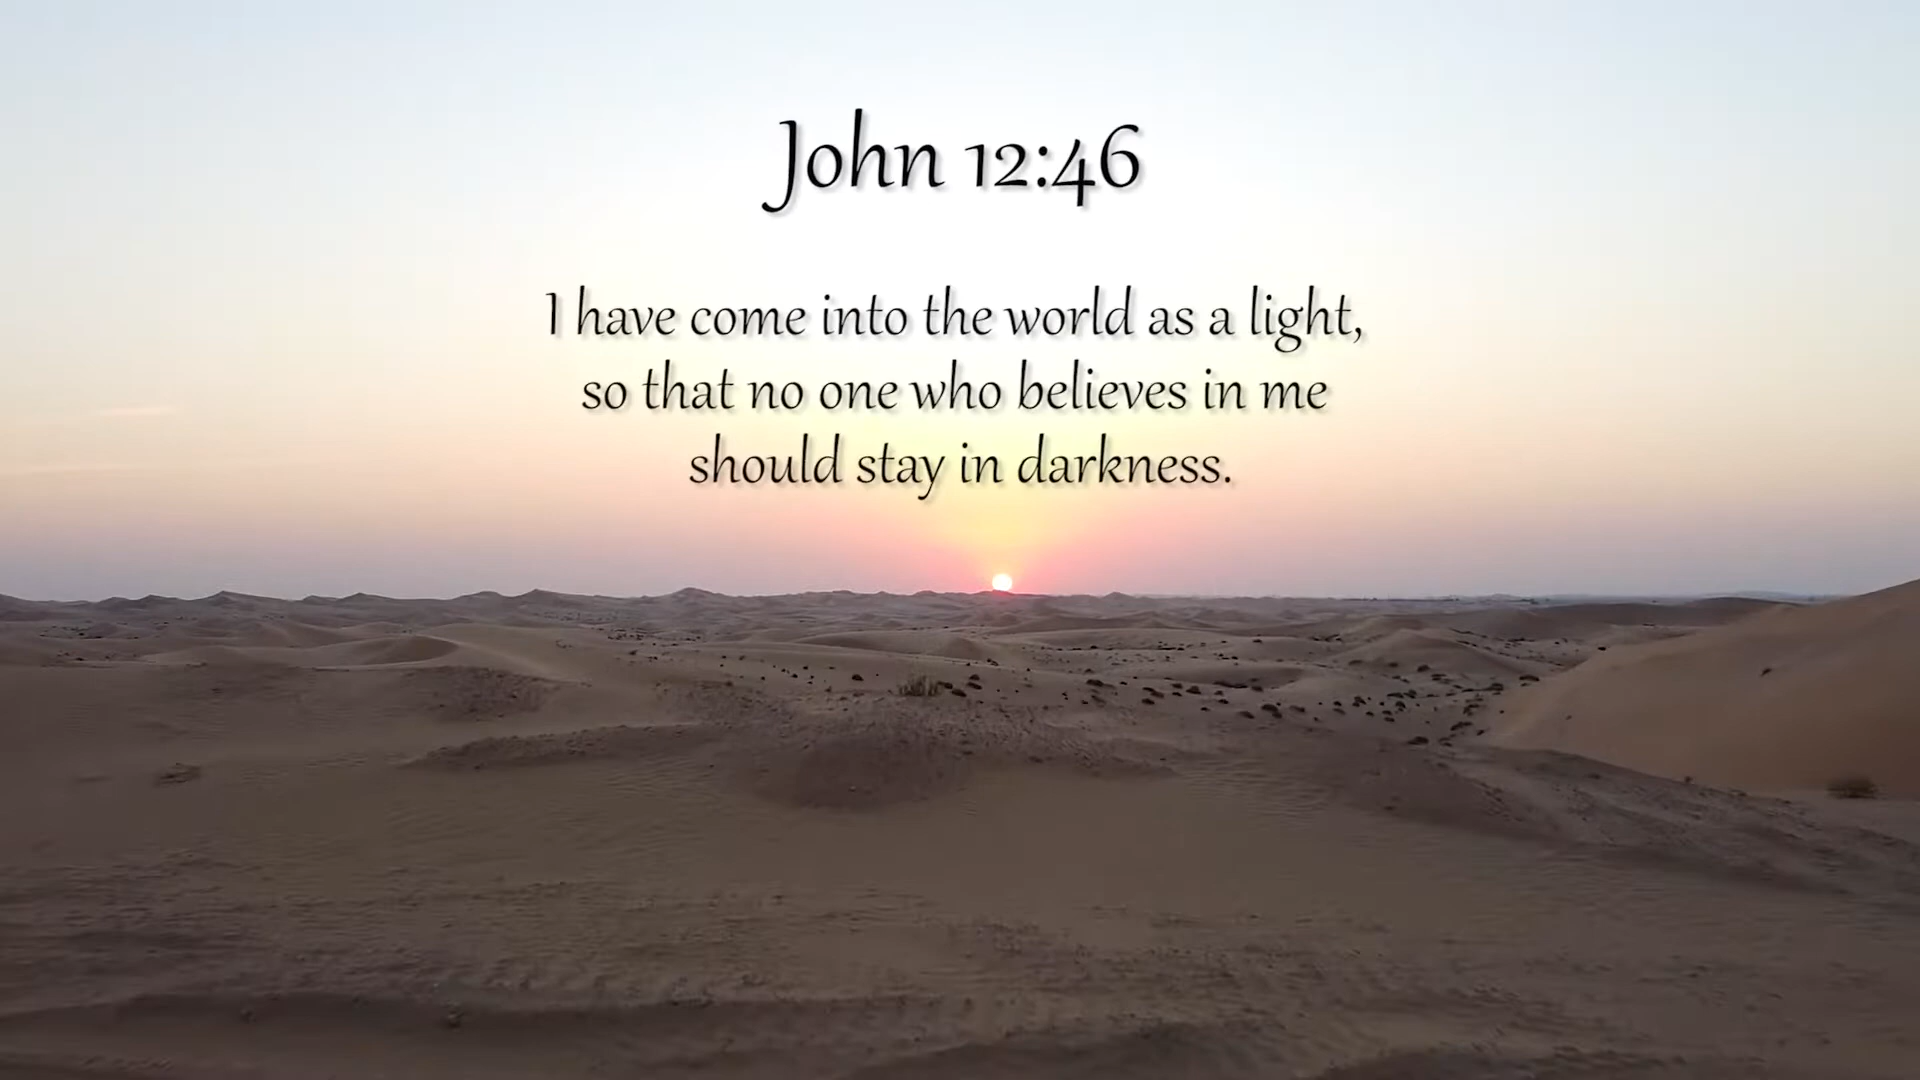 John 12:46
I have come into the world as a light,
so that no one who believes in me
should stay in darkness.